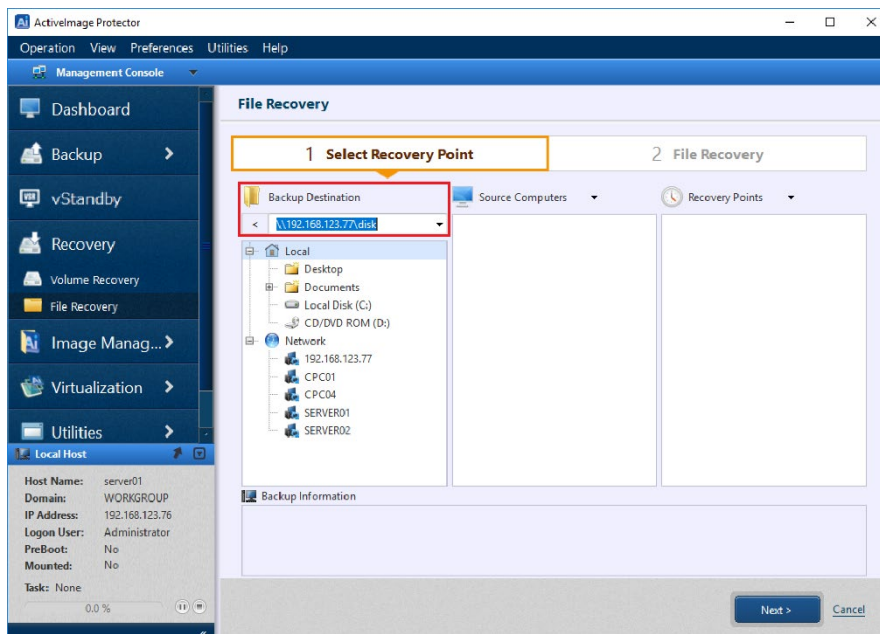 ActiveImage Protector
Operation View Preferences Utilities Help
Management Console
Dashboard
Backup
vStandby
Recovery
Volume Recovery
File Recovery
Image Manag...
Virtualization
Utilities
Local Host
Host Name: server01
Domain: WORKGROUP
IP Address: 192.168.123.76
Logon User: Administrator
PreBoot: No
Mounted: No
Task: None
0.0 %
File Recovery
1 Select Recovery Point
2 File Recovery
Backup Destination
Source Computers
Recovery Points
< \\192.168.123.77\disk
Local
Desktop
Documents
Local Disk (C:)
CD/DVD ROM (D:)
Network
192.168.123.77
CPC01
CPC04
SERVER01
SERVER02
Backup Information
Next >
Cancel